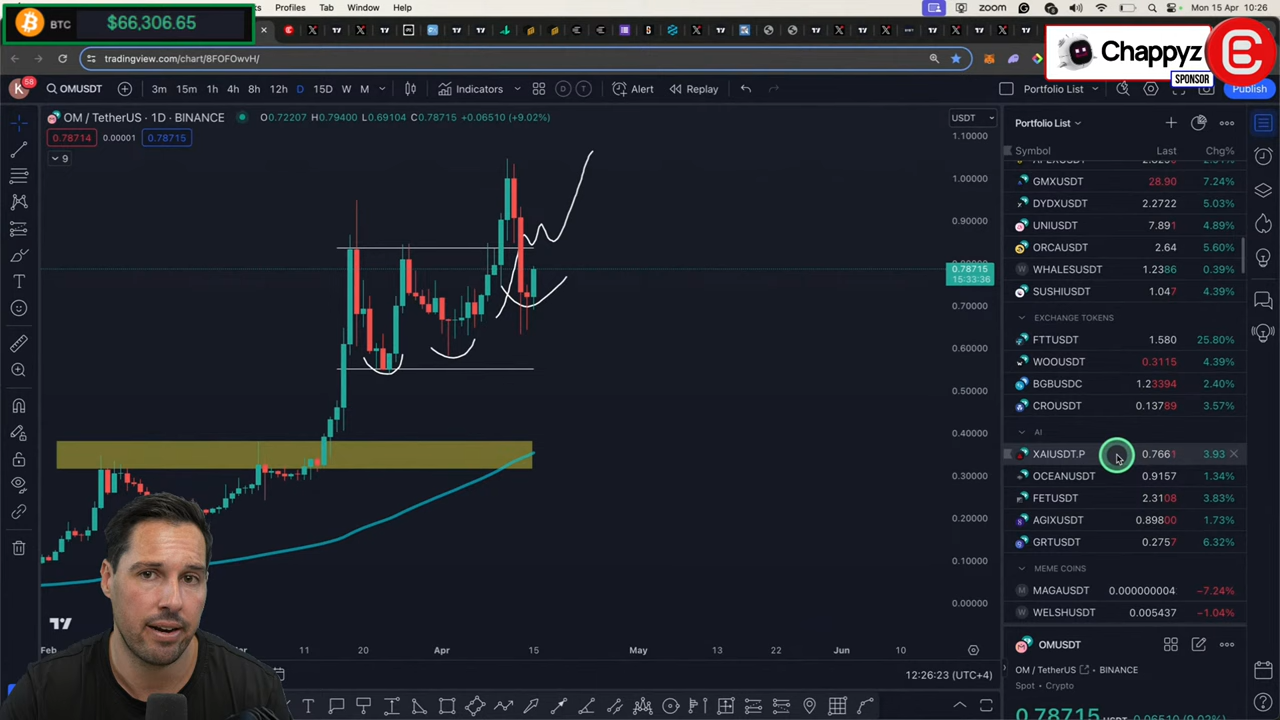 BTC $66,306.65
Profiles Tab Window Help
zoom
Mon 15 Apr 10:26
tradingview.com/chart/8FOFOwvH/
Chappyz
SPONSOR
K 58 OMUSDT 3m 15m 1h 4h 8h 12h D 15D W M Indicators Alert Replay Portfolio List Publish
OM / TetherUS · 1D · BINANCE O0.72207 H0.79400 L0.69104 C0.78715 +0.06510 (+9.02%)
0.78714 0.00001 0.78715
9
USDT
1.10000
1.00000
0.90000
0.78715
15:33:36
0.70000
0.60000
0.50000
0.40000
0.30000
0.20000
0.10000
0.00000
Feb 20 Apr 15 May 13 22 Jun 10
12:26:23 (UTC+4)
Portfolio List
Symbol Last Chg%
GMXUSDT 28.90 7.24%
DYDXUSDT 2.2722 5.03%
UNIUSDT 7.891 4.89%
ORCAUSDT 2.64 5.60%
WHALESUSDT 1.2386 0.39%
SUSHIUSDT 1.047 4.39%
EXCHANGE TOKENS
FTTUSDT 1.580 25.80%
WOOUSDT 0.3115 4.39%
BGBUSDC 1.23394 2.40%
CROUSDT 0.13789 3.57%
AI
XAIUSDT.P 0.7661 3.93
OCEANUSDT 0.9157 1.34%
FETUSDT 2.3108 3.83%
AGIXUSDT 0.89800 1.73%
GRTUSDT 0.2757 6.32%
MEME COINS
MAGAUSDT 0.000000004 −7.24%
WELSHUSDT 0.005437 −1.04%
OMUSDT
OM / TetherUS BINANCE
Spot · Crypto
0.78715 USDT 0.06510 (9.02%)